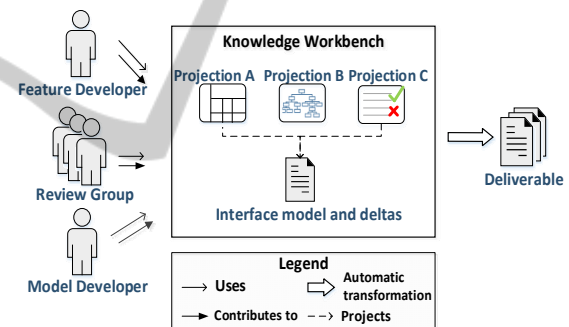 Knowledge Workbench
Feature Developer
Projection A
Projection B
Projection C
Review Group
Interface model and deltas
Deliverable
Model Developer
Legend
Uses
Automatic
transformation
Contributes to
Projects